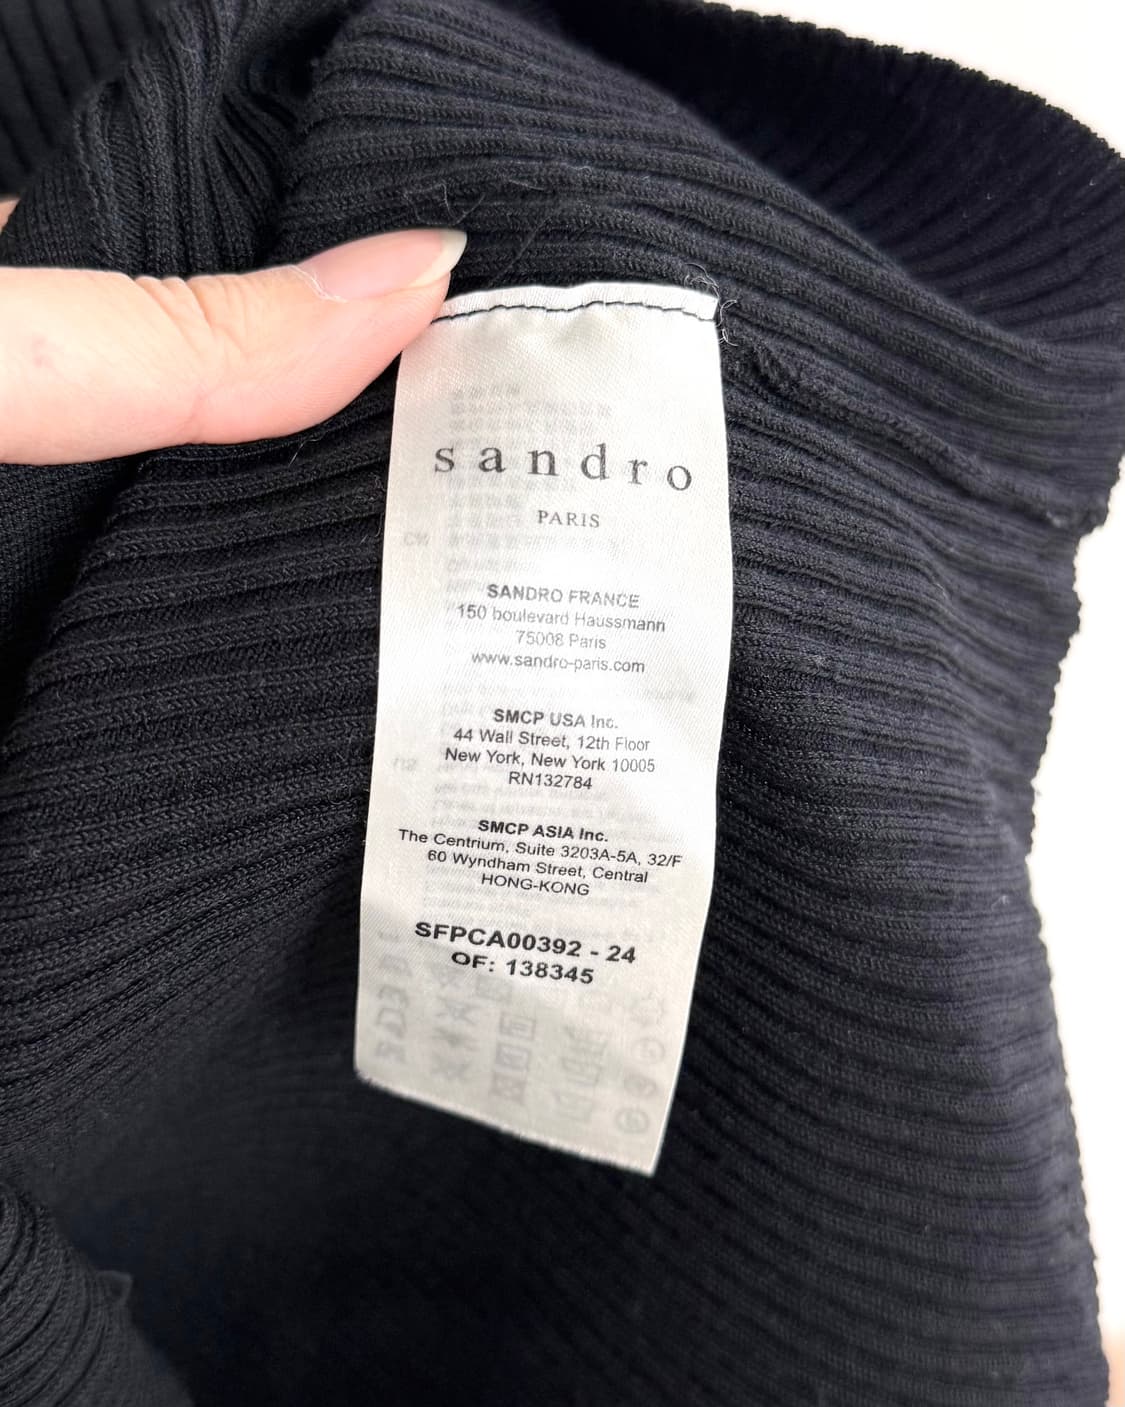 sandro
PARIS
SANDRO FRANCE
150 boulevard Haussmann
75008 Paris
www.sandro-paris.com
SMCP USA Inc.
44 Wall Street, 12th Floor
New York, New York 10005
RN132784
SMCP ASIA Inc.
The Centrium, Suite 3203A-5A, 32/F
60 Wyndham Street, Central
HONG-KONG
SFPCA00392 - 24
OF: 138345